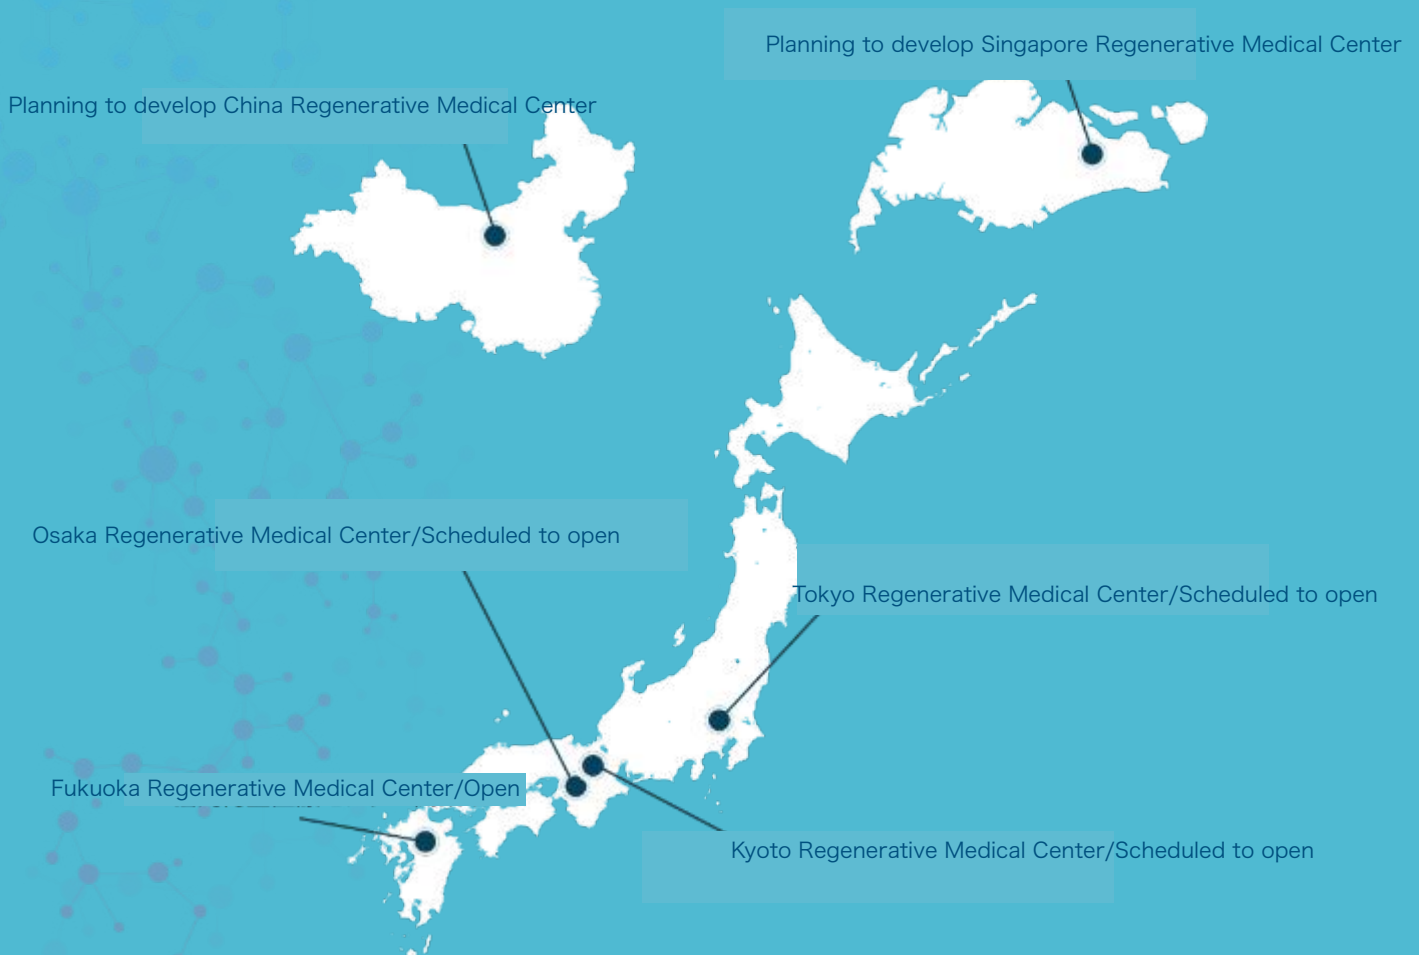 Planning to develop Singapore Regenerative Medical Center
Planning to develop China Regenerative Medical Center
Osaka Regenerative Medical Center/Scheduled to open
Tokyo Regenerative Medical Center/Scheduled to open
Fukuoka Regenerative Medical Center/Open
Kyoto Regenerative Medical Center/Scheduled to open